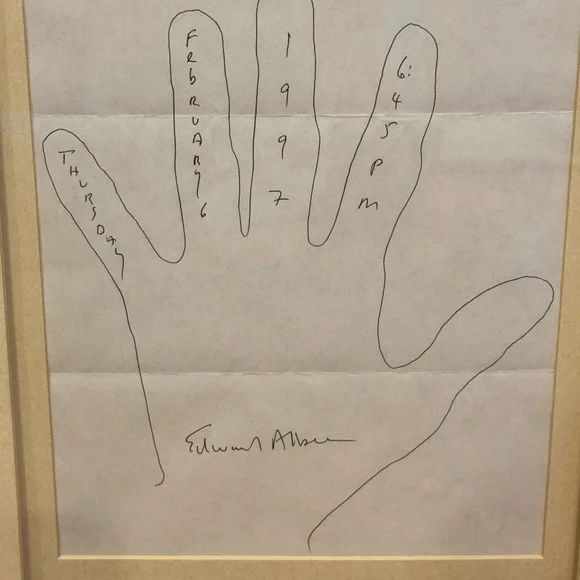 THURSDAY
FEBRUARY 6
1997
6:45 PM
Edward Albee